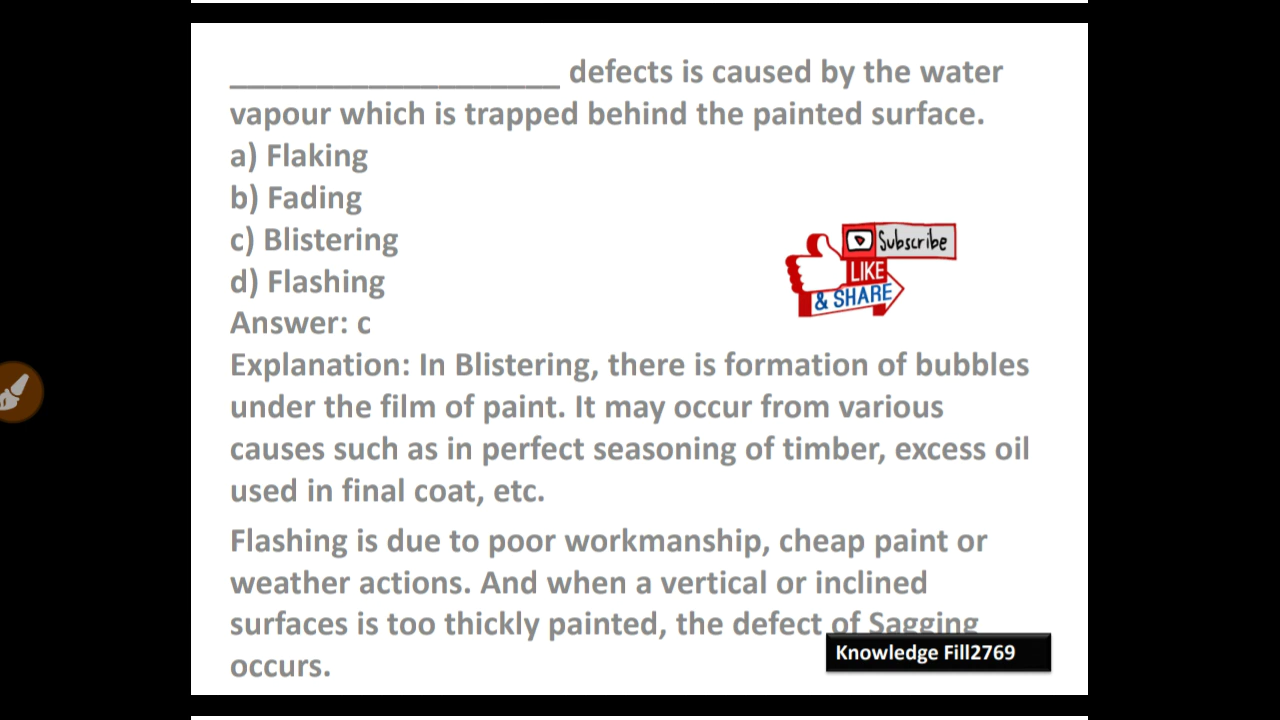 ___________________ defects is caused by the water
vapour which is trapped behind the painted surface.
a) Flaking
b) Fading
c) Blistering
d) Flashing
Subscribe
LIKE
& SHARE
Answer: c
Explanation: In Blistering, there is formation of bubbles
under the film of paint. It may occur from various
causes such as in perfect seasoning of timber, excess oil
used in final coat, etc.
Flashing is due to poor workmanship, cheap paint or
weather actions. And when a vertical or inclined
surfaces is too thickly painted, the defect of Sagging
occurs.
Knowledge Fill2769